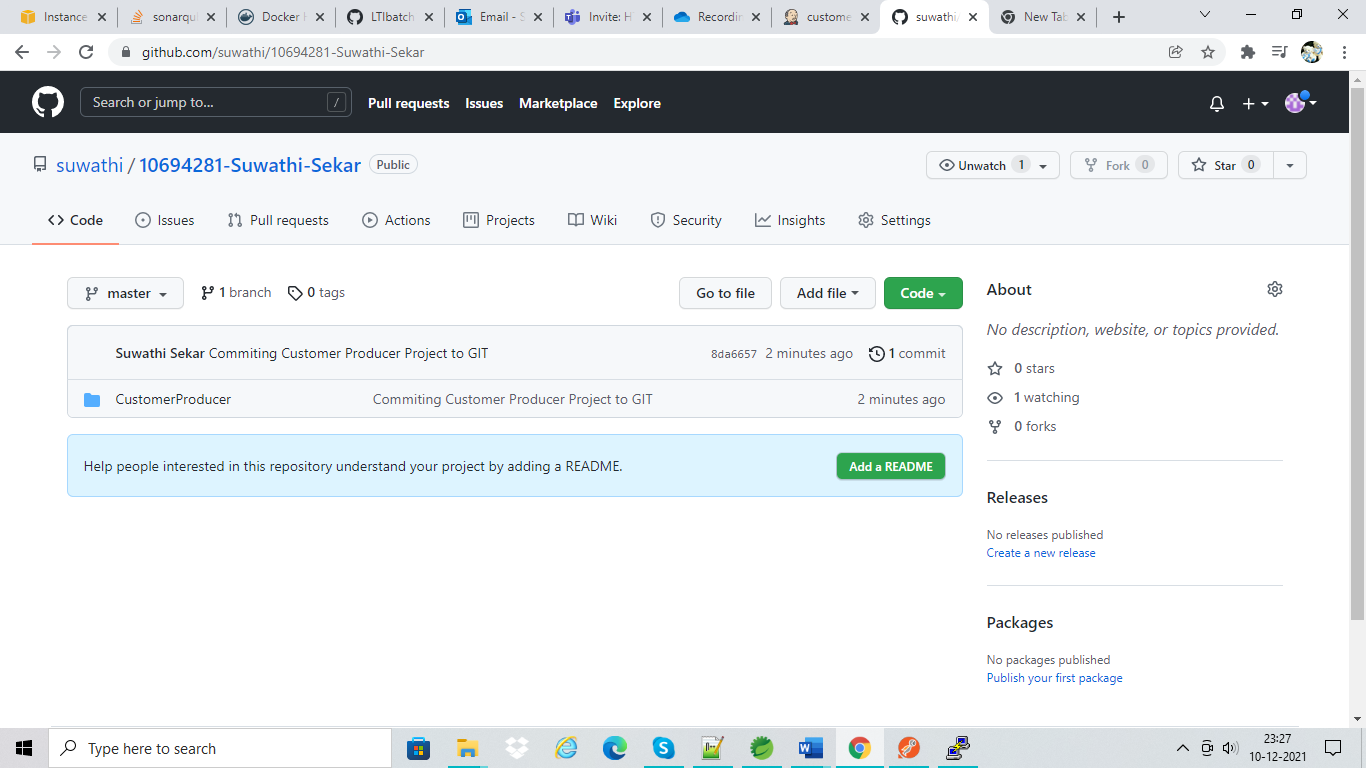 Instance
sonarqu
Docker
LTIbatch
Email - S
Invite: H
Recordin
custome
suwathi/
New Tab
github.com/suwathi/10694281-Suwathi-Sekar
Search or jump to...
/
Pull requests
Issues
Marketplace
Explore
suwathi / 10694281-Suwathi-Sekar
Public
Unwatch 1
Fork 0
Star 0
Code
Issues
Pull requests
Actions
Projects
Wiki
Security
Insights
Settings
master
1 branch
0 tags
Go to file
Add file
Code
About
No description, website, or topics provided.
Suwathi Sekar Commiting Customer Producer Project to GIT
8da6657 2 minutes ago
1 commit
CustomerProducer
Commiting Customer Producer Project to GIT
2 minutes ago
0 stars
1 watching
0 forks
Help people interested in this repository understand your project by adding a README.
Add a README
Releases
No releases published
Create a new release
Packages
No packages published
Publish your first package
Type here to search
23:27
10-12-2021